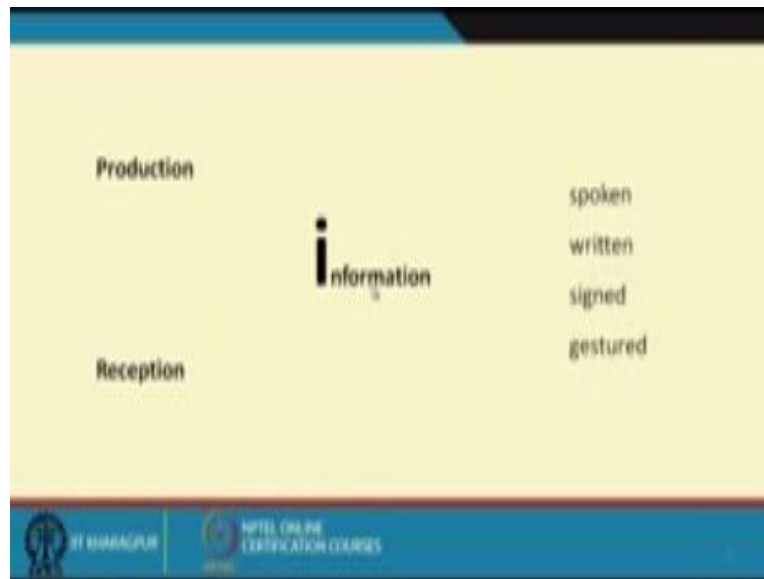 Production
information
Reception
spoken
written
signed
gestured
IIT KHARAGPUR
NPTEL ONLINE
CERTIFICATION COURSES